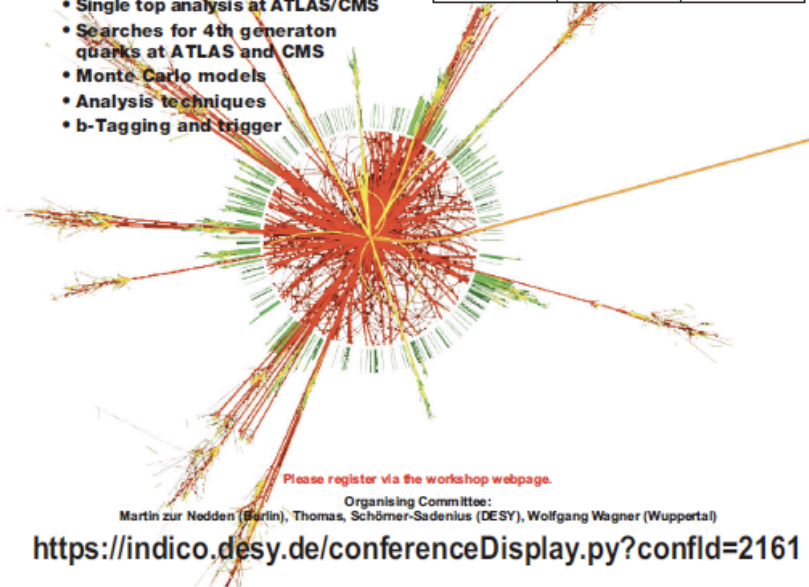 • Single top analysis at ATLAS/CMS
• Searches for 4th generaton
quarks at ATLAS and CMS
• Monte Carlo models
• Analysis techniques
• b-Tagging and trigger
Please register via the workshop webpage.
Organising Committee:
Martin zur Nedden (Berlin), Thomas, Schörner-Sadenius (DESY), Wolfgang Wagner (Wuppertal)
https://indico.desy.de/conferenceDisplay.py?confId=2161